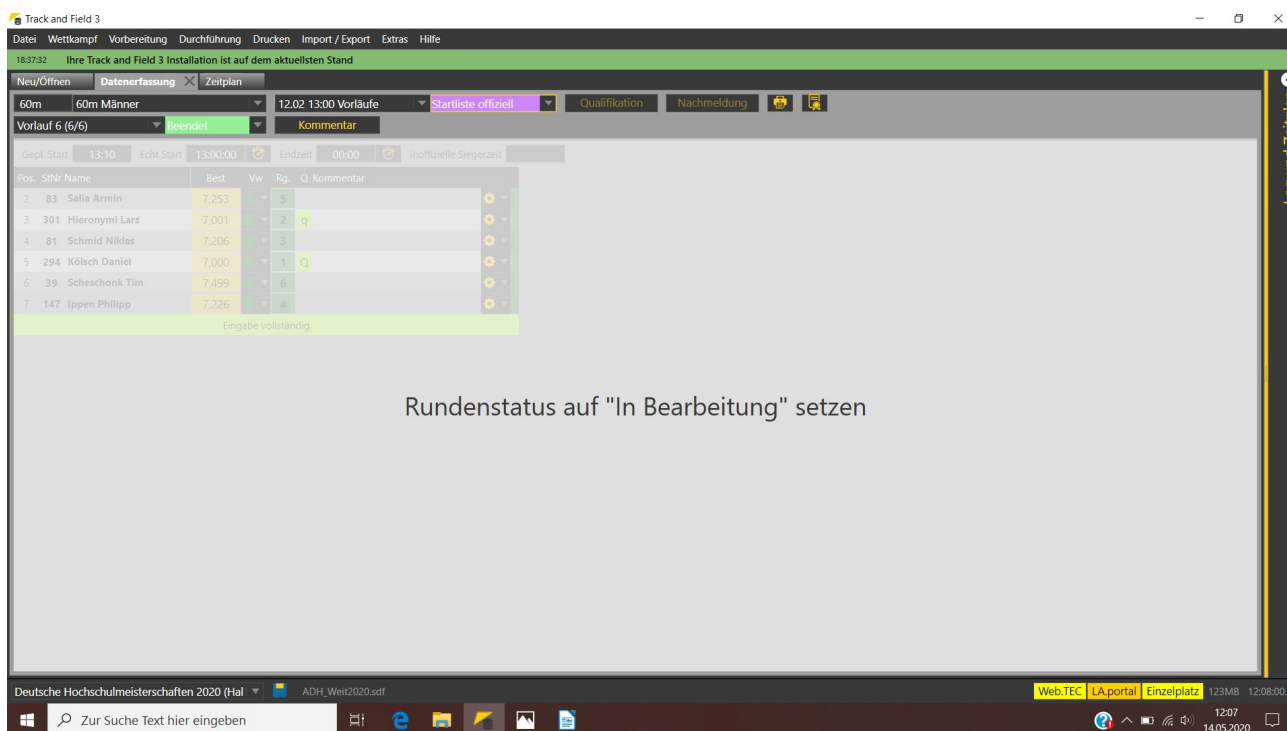 Track and Field 3
Datei Wettkampf Vorbereitung Durchführung Drucken Import / Export Extras Hilfe
18:37:32 Ihre Track and Field 3 Installation ist auf dem aktuellsten Stand
Neu/Öffnen Datenerfassung Zeitplan
60m 60m Männer 12.02 13:00 Vorläufe Startliste offiziell Qualifikation Nachmeldung
Vorlauf 6 (6/6) Beendet Kommentar
Gepl. Start 13:10 Echt Start 13:00:00 Endzeit 00:00 Inoffizielle Siegerzeit
Pos. StNr Name Best Vw Rg. Q Kommentar
2 83 Salia Armin 7,253 5
3 301 Hieronymi Lars 7,001 2 q
4 81 Schmid Niklas 7,206 3
5 294 Kölsch Daniel 7,000 1 Q
6 39 Scheschonk Tim 7,499 6
7 147 Ippen Philipp 7,226 4
Eingabe vollständig
Rundenstatus auf "In Bearbeitung" setzen
Deutsche Hochschulmeisterschaften 2020 (Hal ADH_Weit2020.sdf Web.TEC LA.portal Einzelplatz 123MB 12:08:00.
Zur Suche Text hier eingeben 12:07
14.05.2020